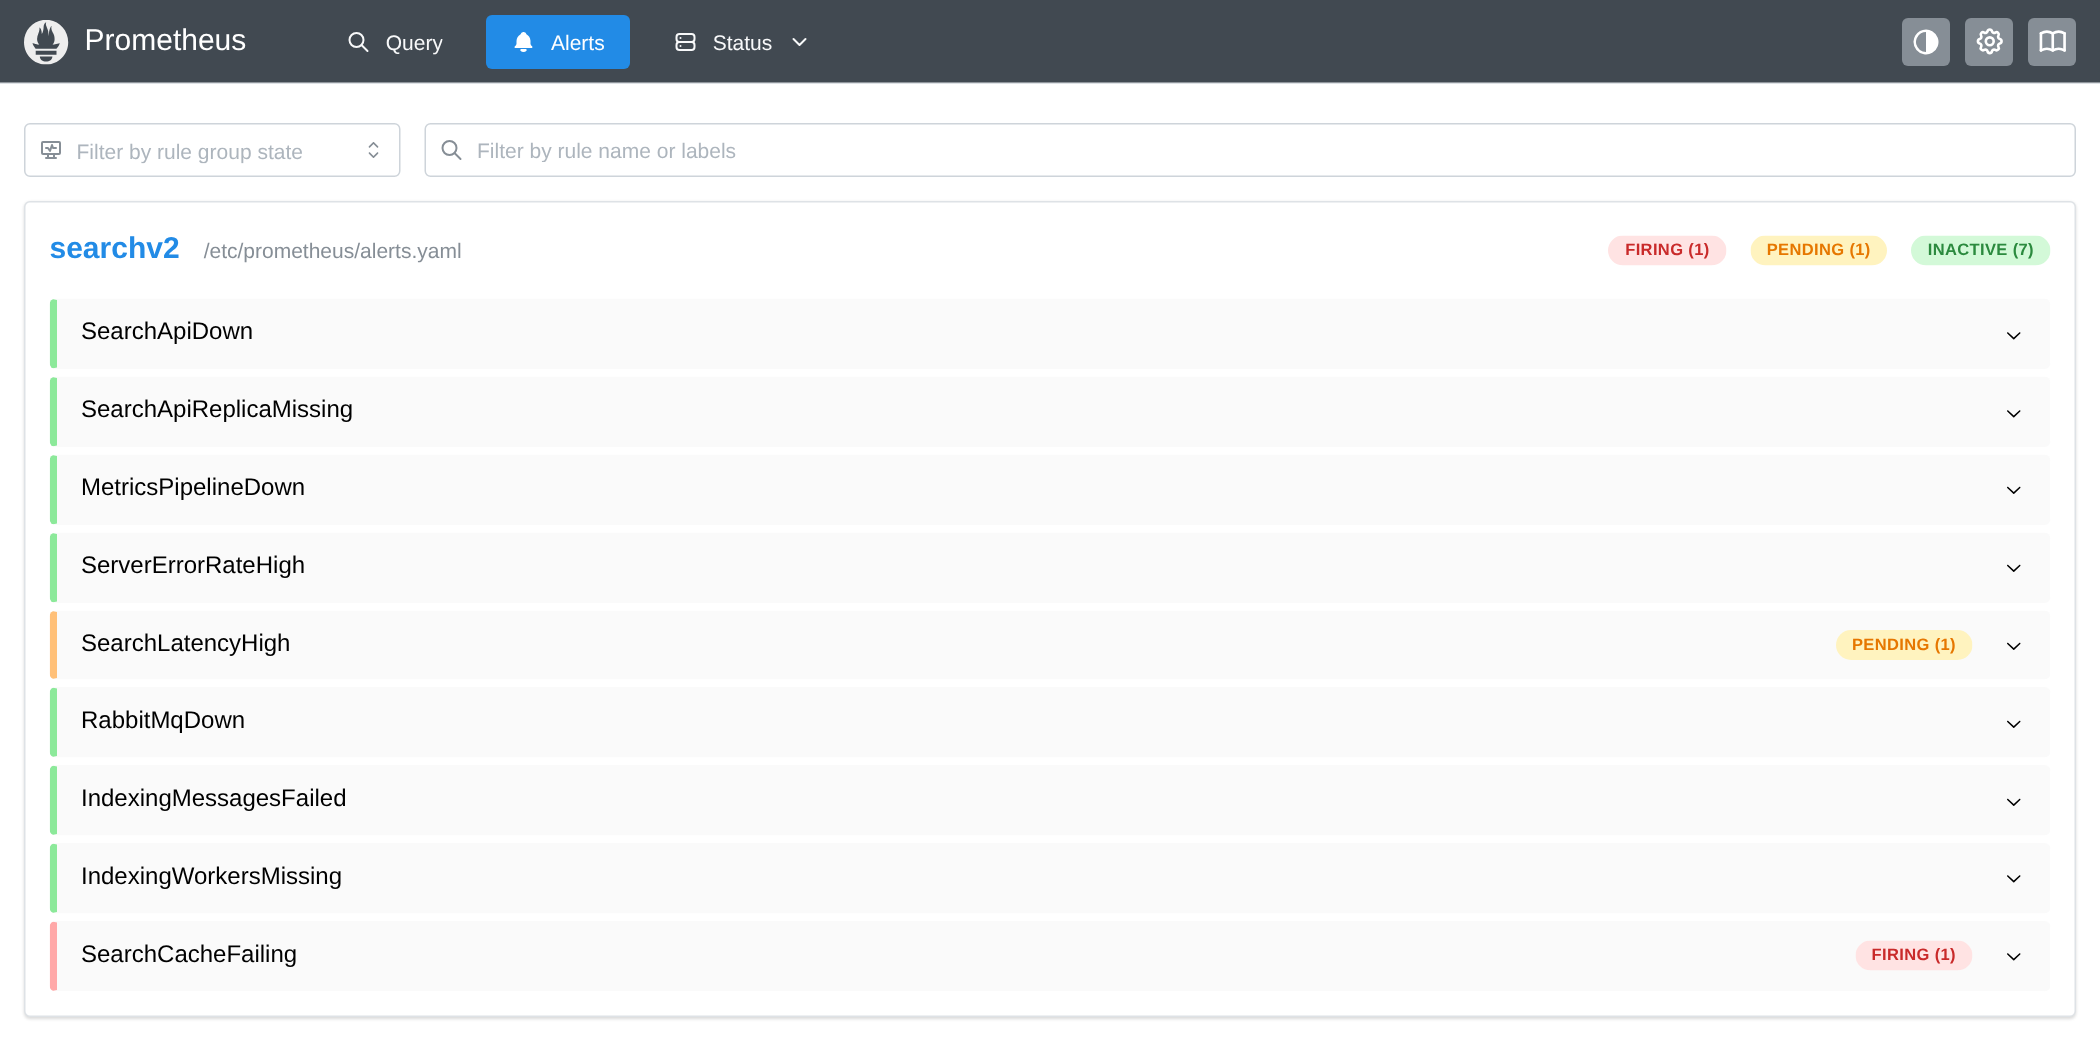 Prometheus Query Alerts Status
Filter by rule group state Filter by rule name or labels
searchv2 /etc/prometheus/alerts.yaml FIRING (1) PENDING (1) INACTIVE (7)
SearchApiDown
SearchApiReplicaMissing
MetricsPipelineDown
ServerErrorRateHigh
SearchLatencyHigh PENDING (1)
RabbitMqDown
IndexingMessagesFailed
IndexingWorkersMissing
SearchCacheFailing FIRING (1)